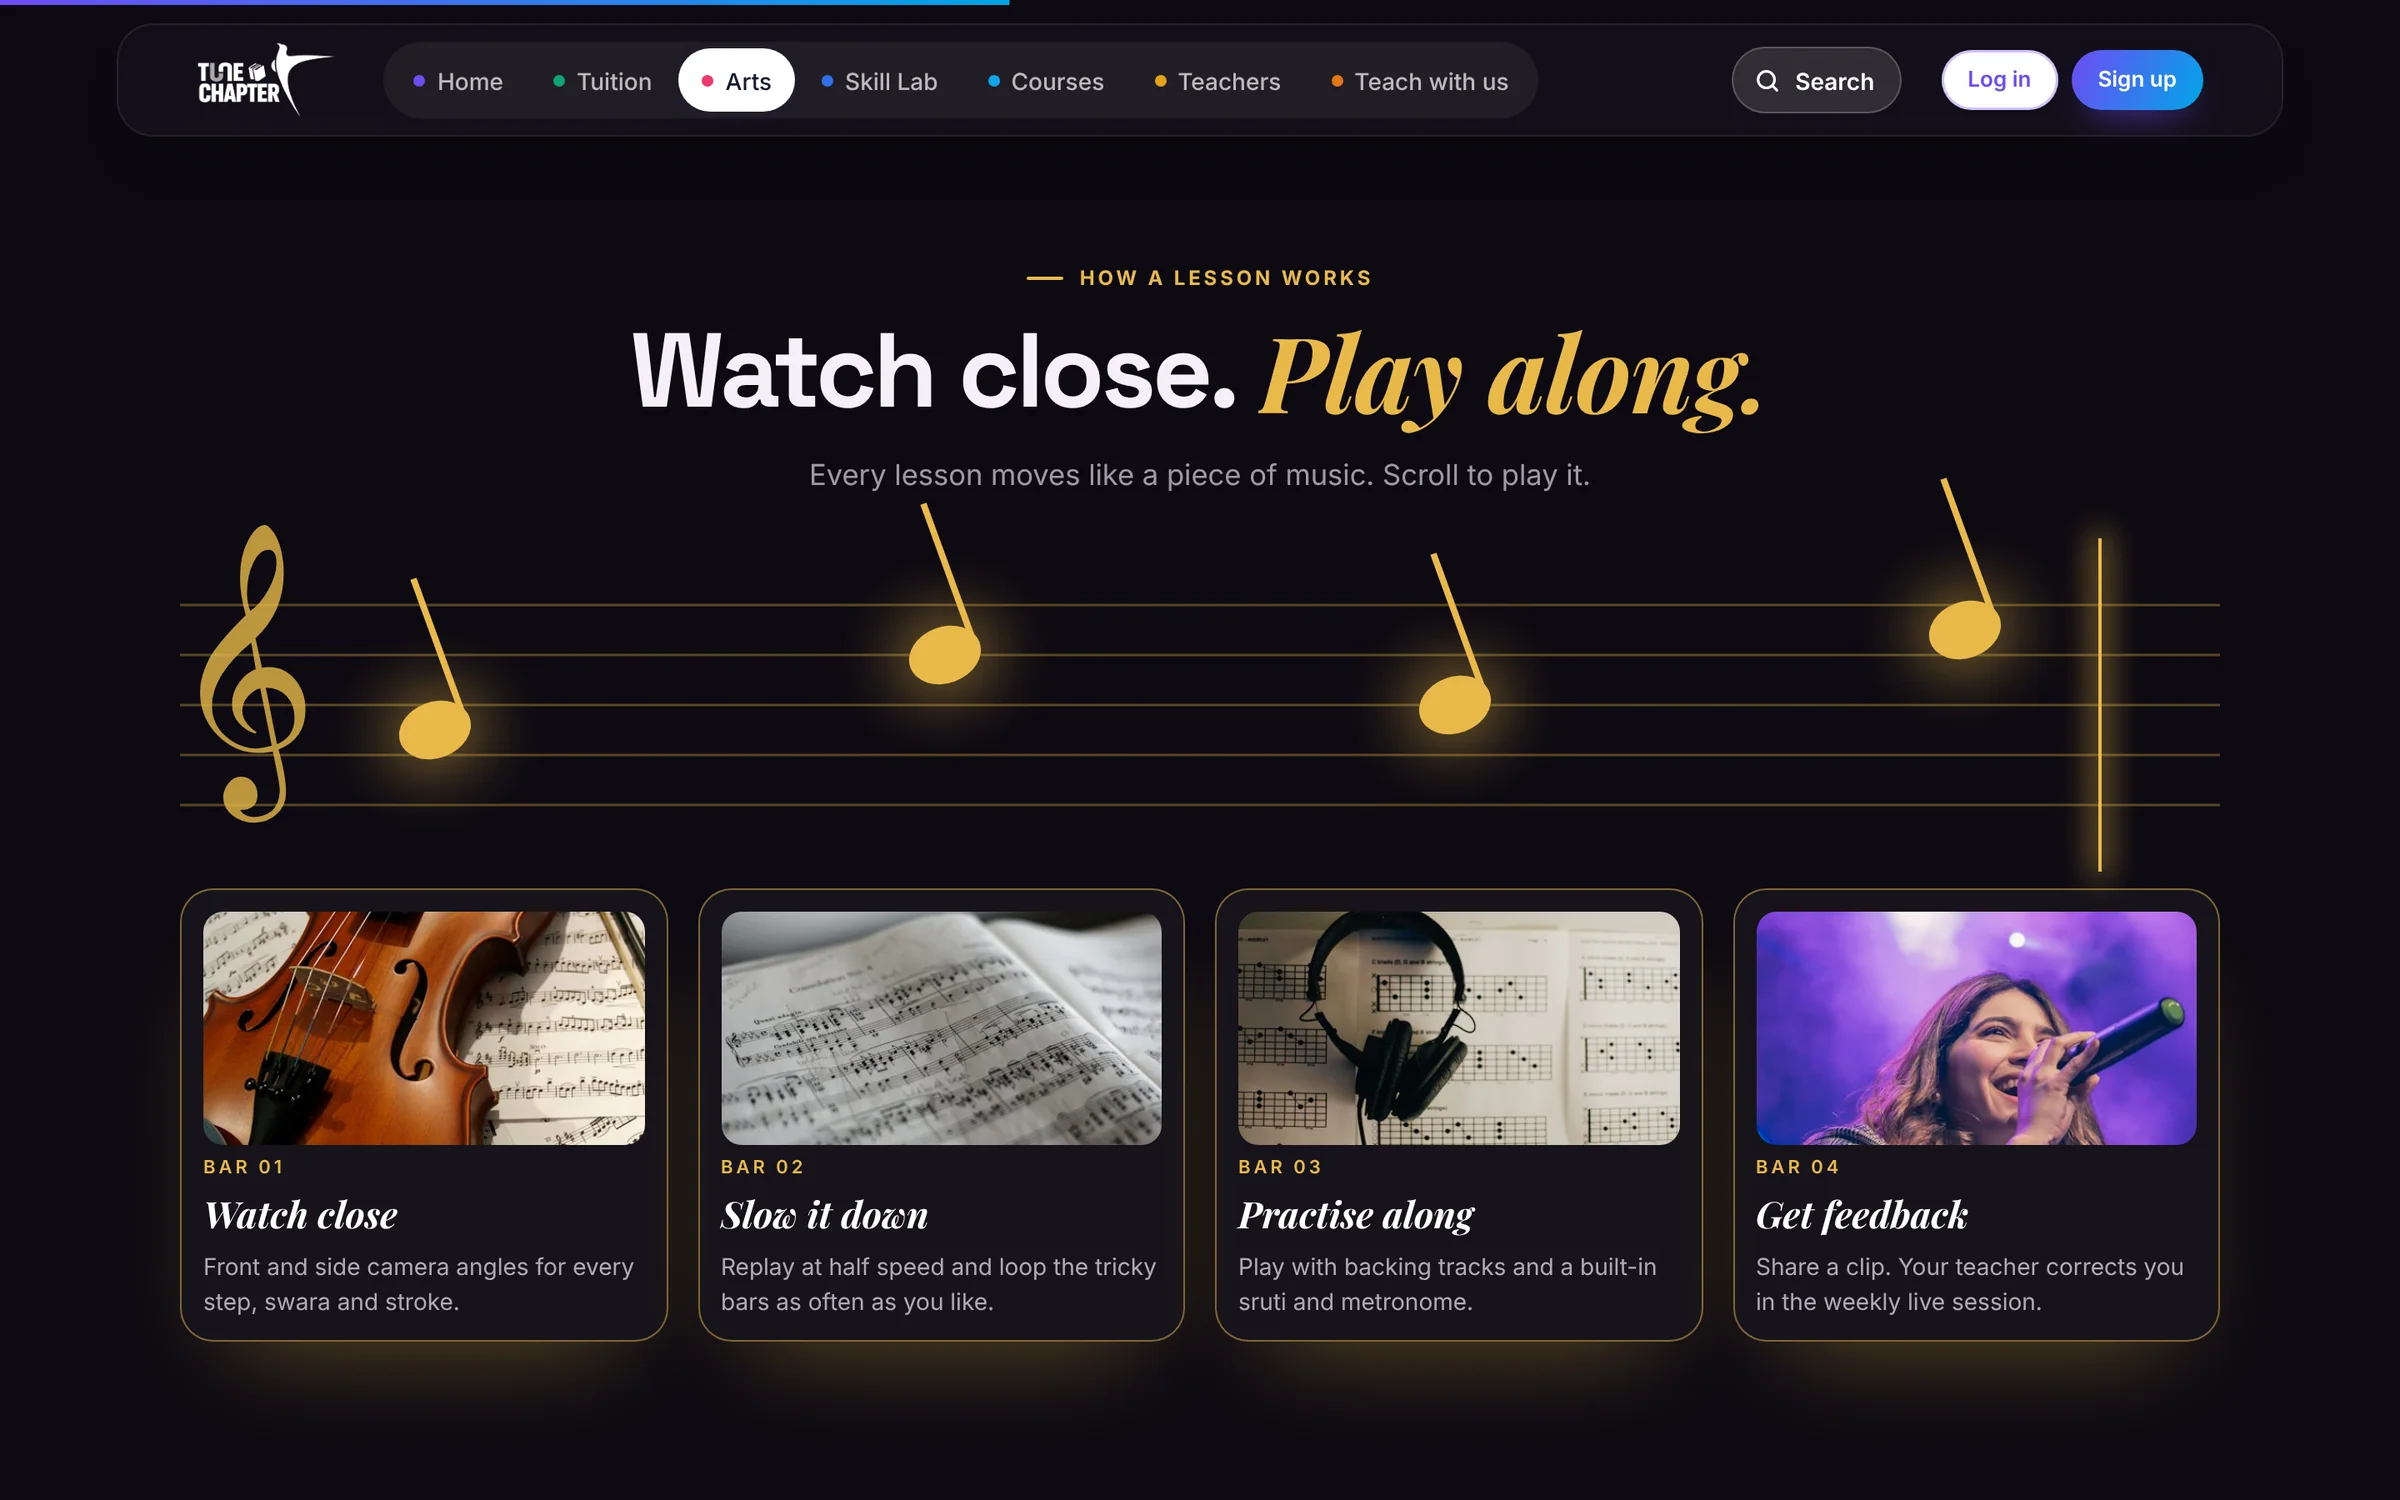 TUNE CHAPTER
Home
Tuition
Arts
Skill Lab
Courses
Teachers
Teach with us
Search
Log in
Sign up
HOW A LESSON WORKS
Watch close. Play along.
Every lesson moves like a piece of music. Scroll to play it.
BAR 01
Watch close
Front and side camera angles for every
step, swara and stroke.
Quasi adagio.
BAR 02
Slow it down
Replay at half speed and loop the tricky
bars as often as you like.
BAR 03
Practise along
Play with backing tracks and a built-in
sruti and metronome.
BAR 04
Get feedback
Share a clip. Your teacher corrects you
in the weekly live session.